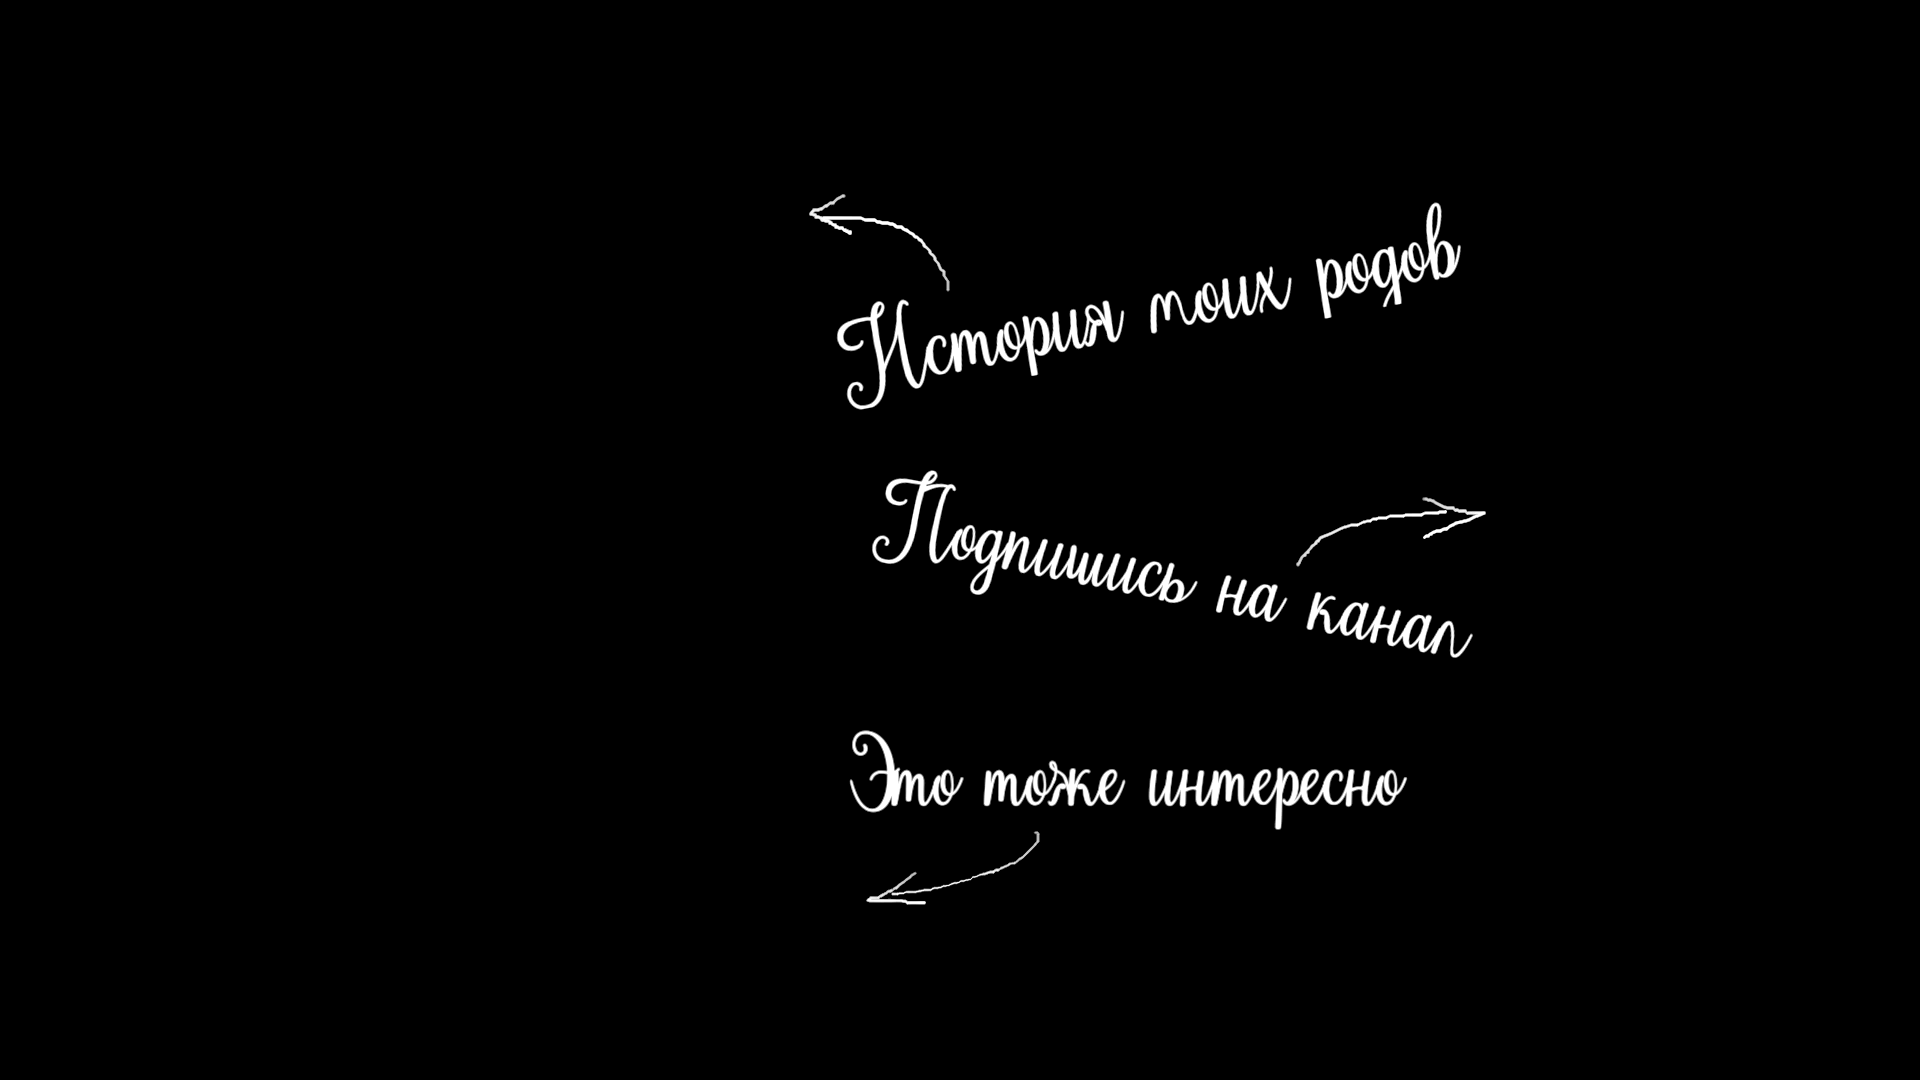 История моих родов
Подпишись на канал
Это тоже интересно